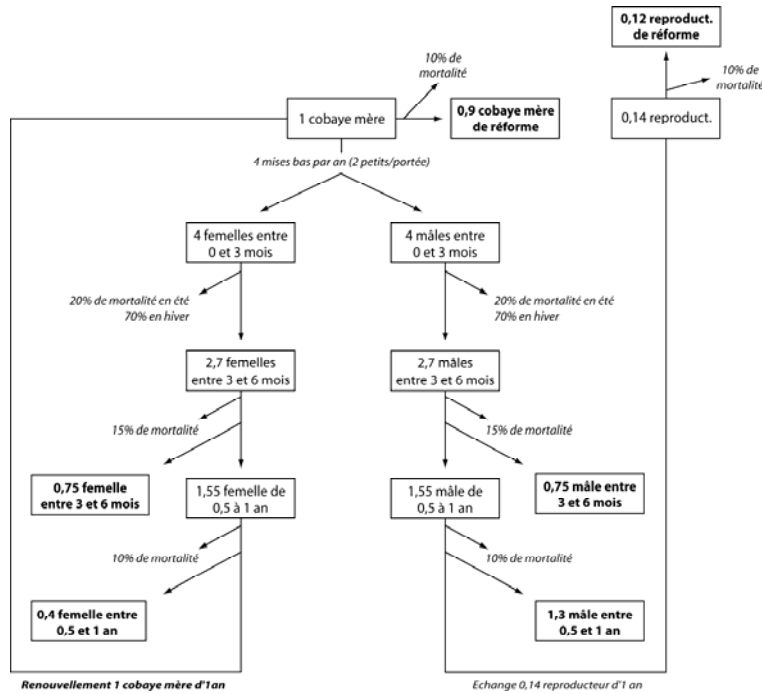 0,12 reproduct.
de réforme
10% de
mortalité
10% de
mortalité
1 cobaye mère
0,9 cobaye mère
de réforme
0,14 reproduct.
4 mises bas par an (2 petits/portée)
4 femelles entre
0 et 3 mois
4 mâles entre
0 et 3 mois
20% de mortalité en été
70% en hiver
20% de mortalité en été
70% en hiver
2,7 femelles
entre 3 et 6 mois
2,7 mâles
entre 3 et 6 mois
15% de mortalité
15% de mortalité
0,75 femelle
entre 3 et 6 mois
1,55 femelle de
0,5 à 1 an
1,55 mâle de
0,5 à 1 an
0,75 mâle entre
3 et 6 mois
10% de mortalité
10% de mortalité
0,4 femelle entre
0,5 et 1 an
1,3 mâle entre
0,5 et 1 an
Renouvellement 1 cobaye mère d'1an
Echange 0,14 reproducteur d'1 an